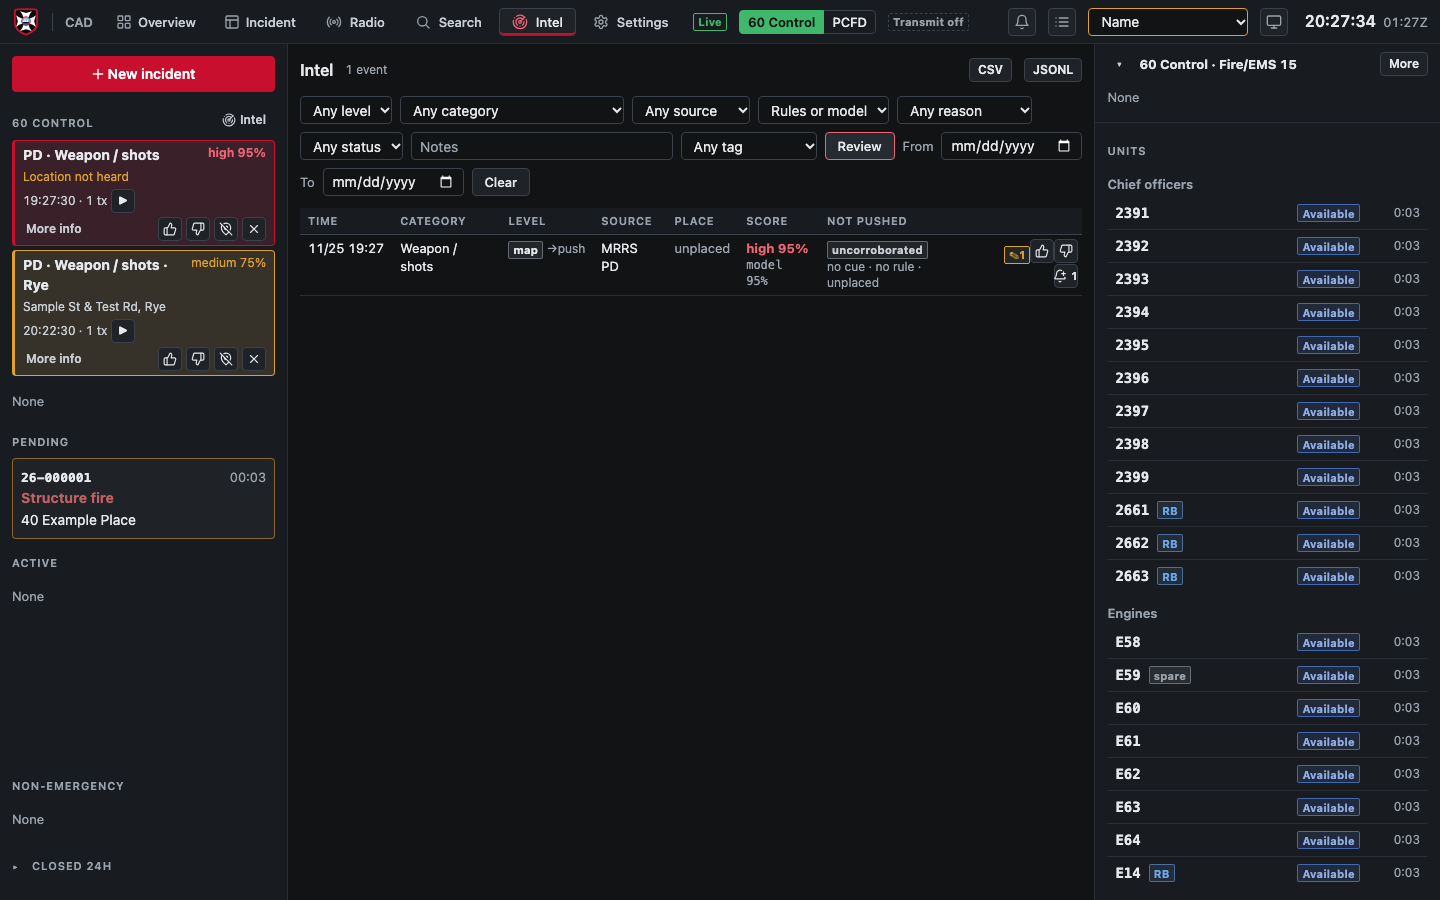 CAD Overview Incident Radio Search Intel Settings Live 60 Control PCFD Transmit off Name 20:27:34 01:27Z
+ New incident
60 CONTROL Intel
PD · Weapon / shots high 95%
Location not heard
19:27:30 · 1 tx
More info
PD · Weapon / shots · medium 75%
Rye
Sample St & Test Rd, Rye
20:22:30 · 1 tx
More info
None
PENDING
26-000001 00:03
Structure fire
40 Example Place
ACTIVE
None
NON-EMERGENCY
None
CLOSED 24H
Intel 1 event CSV JSONL
Any level Any category Any source Rules or model Any reason
Any status Notes Any tag Review From mm/dd/yyyy
To mm/dd/yyyy Clear
TIME CATEGORY LEVEL SOURCE PLACE SCORE NOT PUSHED
11/25 19:27 Weapon / map →push MRRS unplaced high 95% uncorroborated 1
shots PD model no cue · no rule ·
95% unplaced 1
60 Control · Fire/EMS 15 More
None
UNITS
Chief officers
2391 Available 0:03
2392 Available 0:03
2393 Available 0:03
2394 Available 0:03
2395 Available 0:03
2396 Available 0:03
2397 Available 0:03
2398 Available 0:03
2399 Available 0:03
2661 RB Available 0:03
2662 RB Available 0:03
2663 RB Available 0:03
Engines
E58 Available 0:03
E59 spare Available 0:03
E60 Available 0:03
E61 Available 0:03
E62 Available 0:03
E63 Available 0:03
E64 Available 0:03
E14 RB Available 0:03